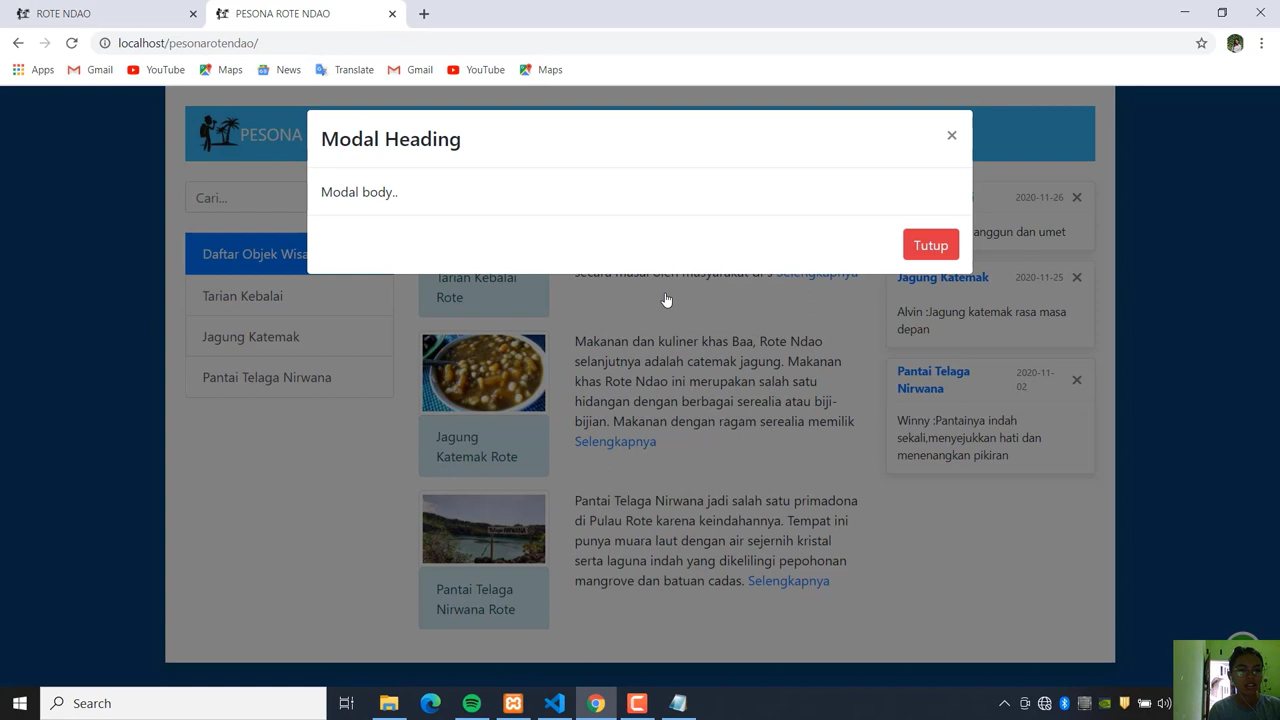 ROTE NDAO
PESONA ROTE NDAO
localhost/pesonarotendao/
Apps
Gmail
YouTube
Maps
News
Translate
Gmail
YouTube
Maps
PESONA
Modal Heading
Modal body..
Tutup
Cari...
Daftar Objek Wisa
Tarian Kebalai
Jagung Katemak
Pantai Telaga Nirwana
Tarian Kebalai
Rote
Selengkapnya
Makanan dan kuliner khas Baa, Rote Ndao
selanjutnya adalah catemak jagung. Makanan
khas Rote Ndao ini merupakan salah satu
hidangan dengan berbagai serealia atau biji-
bijian. Makanan dengan ragam serealia memilik
Selengkapnya
Jagung
Katemak Rote
Pantai Telaga Nirwana jadi salah satu primadona
di Pulau Rote karena keindahannya. Tempat ini
punya muara laut dengan air sejernih kristal
serta laguna indah yang dikelilingi pepohonan
mangrove dan batuan cadas. Selengkapnya
Pantai Telaga
Nirwana Rote
2020-11-26
anggun dan umet
Jagung Katemak
2020-11-25
Alvin :Jagung katemak rasa masa
depan
Pantai Telaga
Nirwana
2020-11-
02
Winny :Pantainya indah
sekali,menyejukkan hati dan
menenangkan pikiran
Search